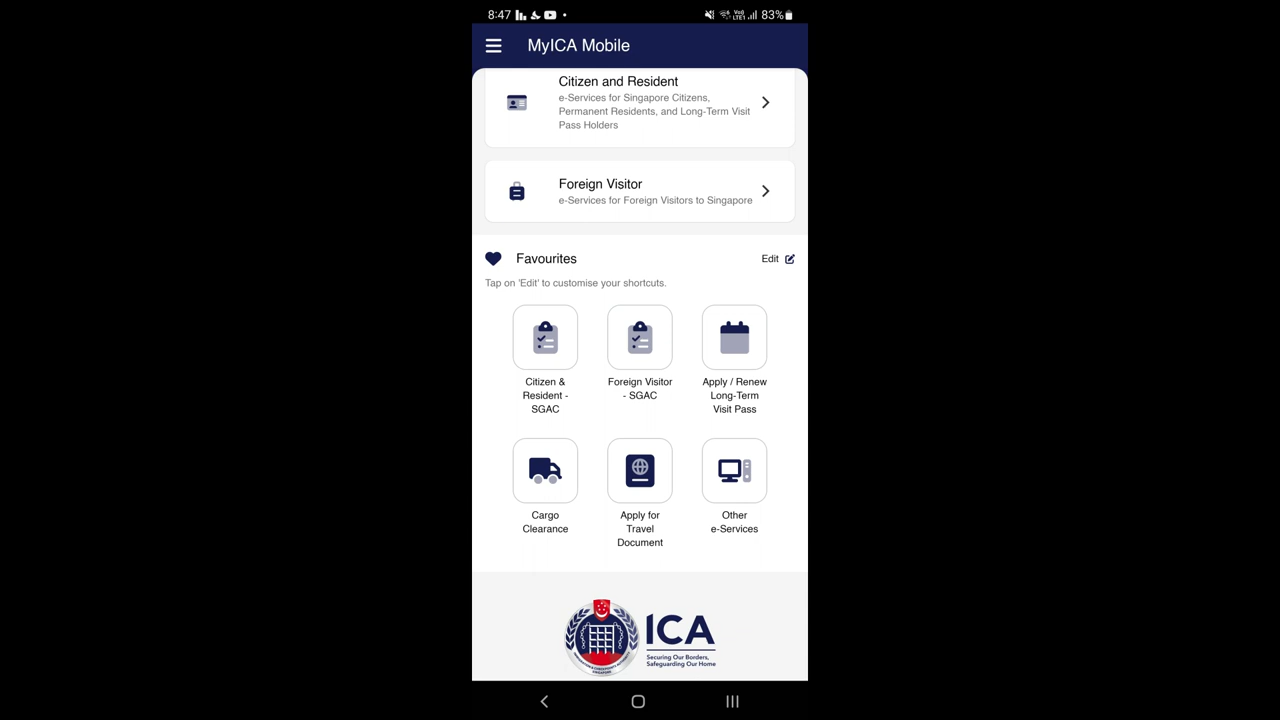 8:47
LTE1
83%
MyICA Mobile
Citizen and Resident
e-Services for Singapore Citizens,
Permanent Residents, and Long-Term Visit
Pass Holders
Foreign Visitor
e-Services for Foreign Visitors to Singapore
Favourites
Edit
Tap on 'Edit' to customise your shortcuts.
Citizen &
Resident -
SGAC
Foreign Visitor
- SGAC
Apply / Renew
Long-Term
Visit Pass
Cargo
Clearance
Apply for
Travel
Document
Other
e-Services
ICA
Securing Our Borders,
Safeguarding Our Home